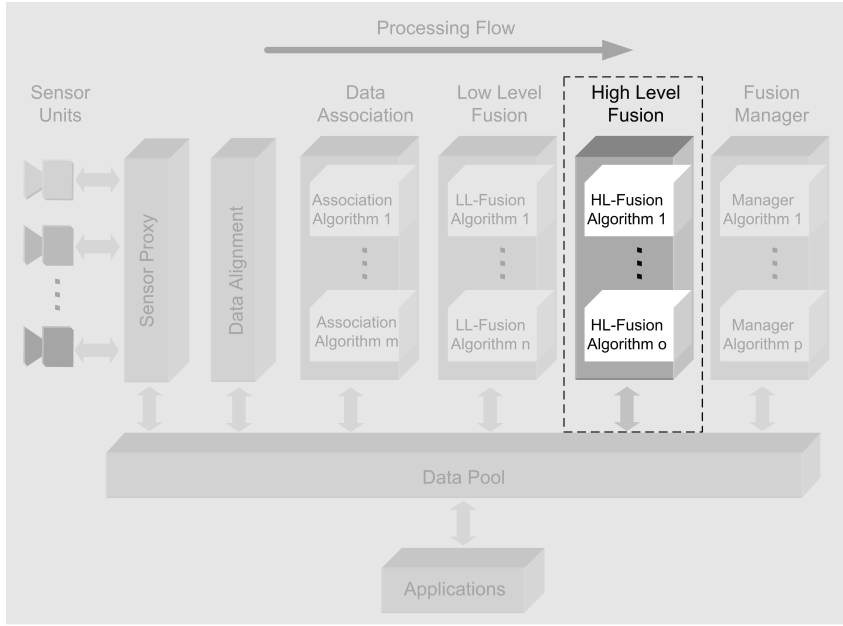 Processing Flow
Sensor
Units
Data
Association
Low Level
Fusion
High Level
Fusion
Fusion
Manager
Sensor Proxy
Data Alignment
Association
Algorithm 1
LL-Fusion
Algorithm 1
HL-Fusion
Algorithm 1
Manager
Algorithm 1
Association
Algorithm m
LL-Fusion
Algorithm n
HL-Fusion
Algorithm o
Manager
Algorithm p
Data Pool
Applications